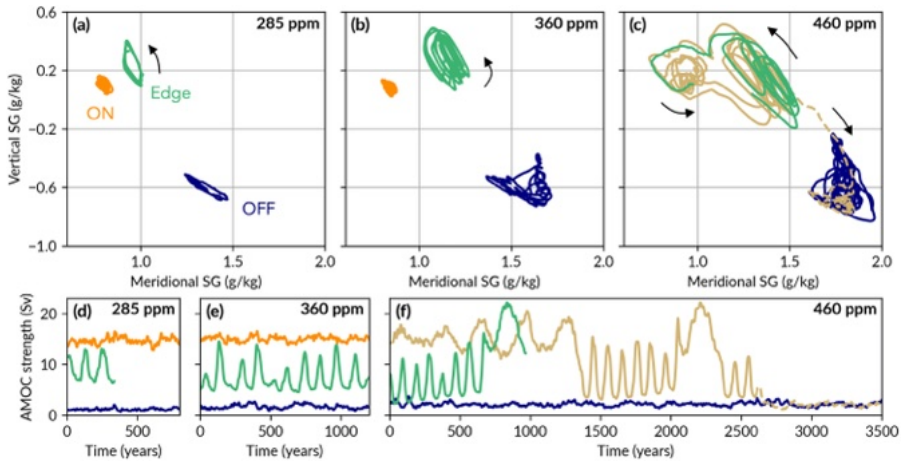 (a) 285 ppm
(b) 360 ppm
(c) 460 ppm
Vertical SG (g/kg)
0.6
0.2
−0.2
−0.6
−1.0
ON
Edge
OFF
1.0 1.5 2.0
1.0 1.5 2.0
1.0 1.5 2.0
Meridional SG (g/kg)
Meridional SG (g/kg)
Meridional SG (g/kg)
(d) 285 ppm
(e) 360 ppm
(f) 460 ppm
AMOC strength (Sv)
20
10
0
0 500
0 500 1000
0 500 1000 1500 2000 2500 3000 3500
Time (years)
Time (years)
Time (years)